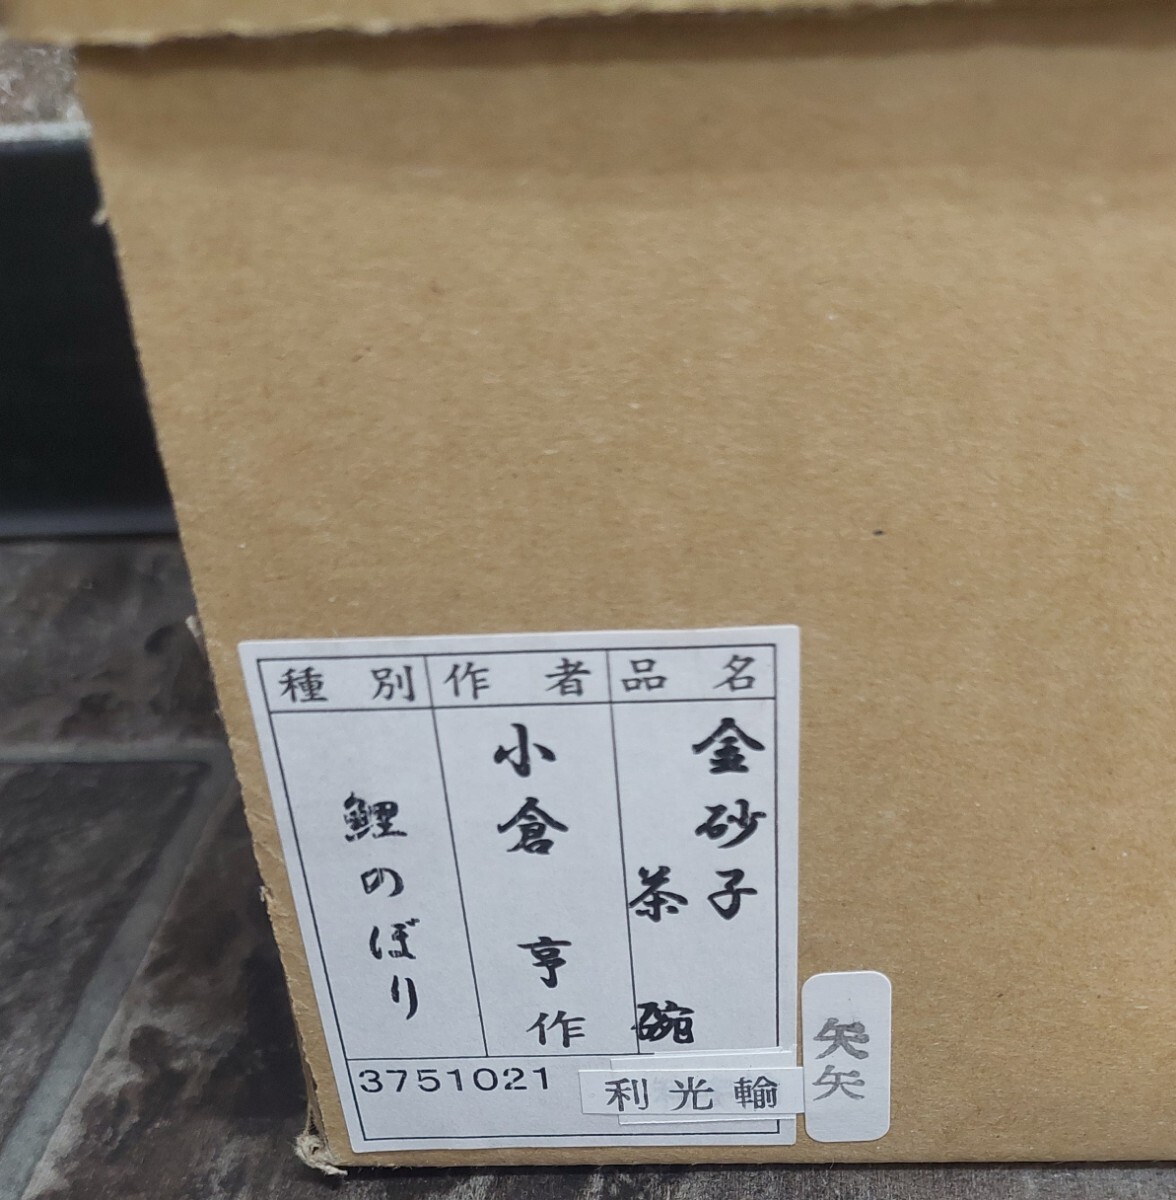 種別 作者 品名
金砂子
茶碗
小倉 亨作
鯉のぼり
3751021
利光輸
矢
矢